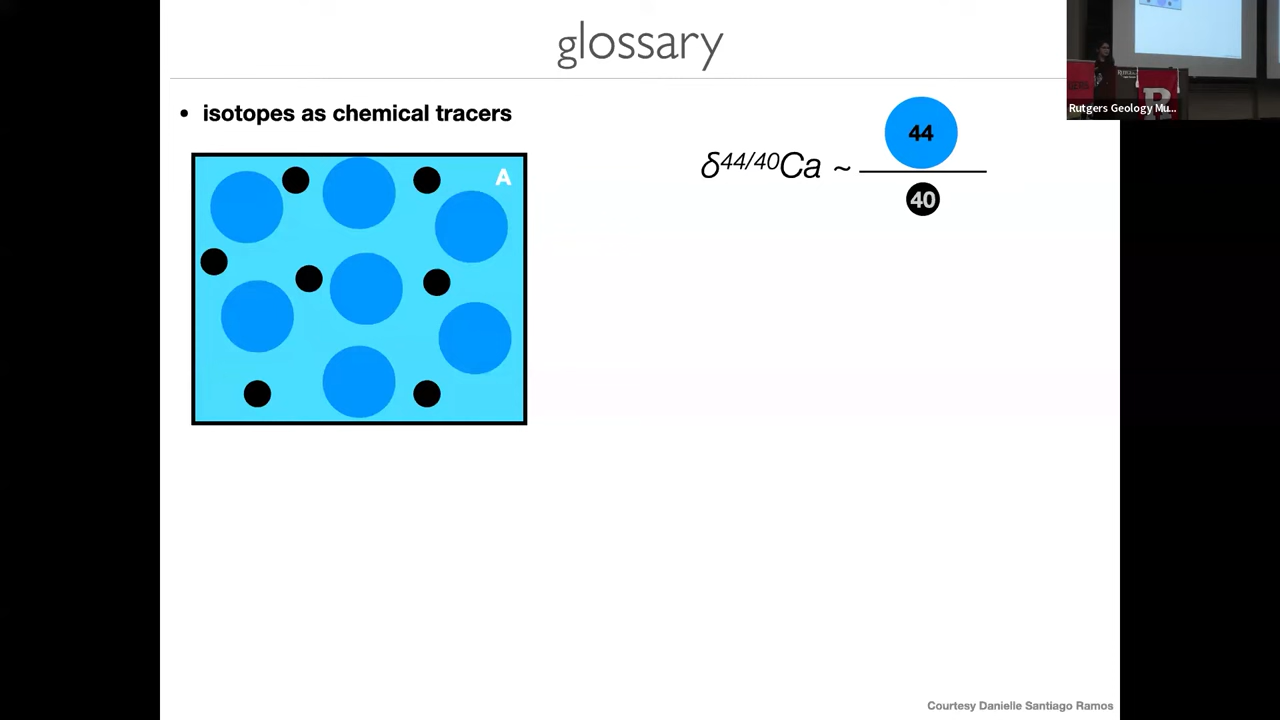 glossary
• isotopes as chemical tracers
A
δ44/40Ca ~
44
40
Rutgers Geology Mu...
R
Courtesy Danielle Santiago Ramos